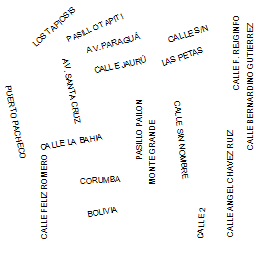 LOS TAPIOSIS
PASILLO TAPITI
CALLE S/N
AV. PARAGUÁ
CALLE JAURÚ
LAS PETAS
CALLE F. REARINFO
CALLE BERNARDINO GUTIERREZ
AV. SANTA CRUZ
PUERTO PACHECO
PASILLO PAILON
MONTEGRANDE
CALLE SIN NOMBRE
CALLE LA BAHIA
CALLE FELIZ ROMERO
CORUMBA
BOLIVIA
CALLE 2
CALLE ANGEL CHAVEZ RUIZ